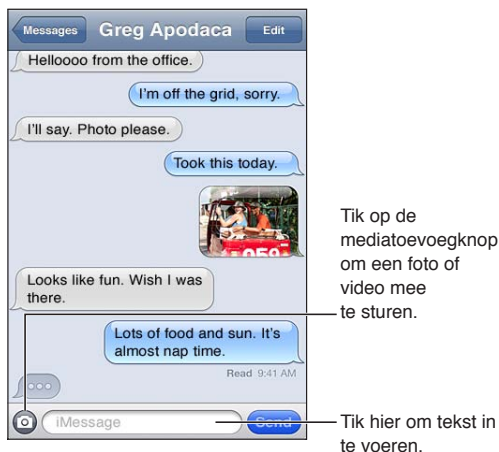 Messages Greg Apodaca Edit
Helloooo from the office.
I'm off the grid, sorry.
I'll say. Photo please.
Took this today.
959
Looks like fun. Wish I was
there.
Lots of food and sun. It's
almost nap time.
Read 9:41 AM
iMessage
Send
Tik op de
mediatoevoegknop
om een foto of
video mee
te sturen.
Tik hier om tekst in
te voeren.